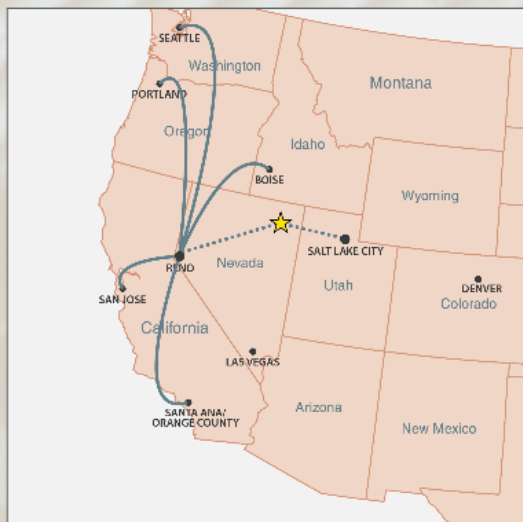 SEATTLE
Washington
Montana
PORTLAND
Oregon
Idaho
BOISE
Wyoming
SALT LAKE CITY
RENO
Nevada
Utah
DENVER
Colorado
SAN JOSE
California
LAS VEGAS
Arizona
SANTA ANA/
ORANGE COUNTY
New Mexico